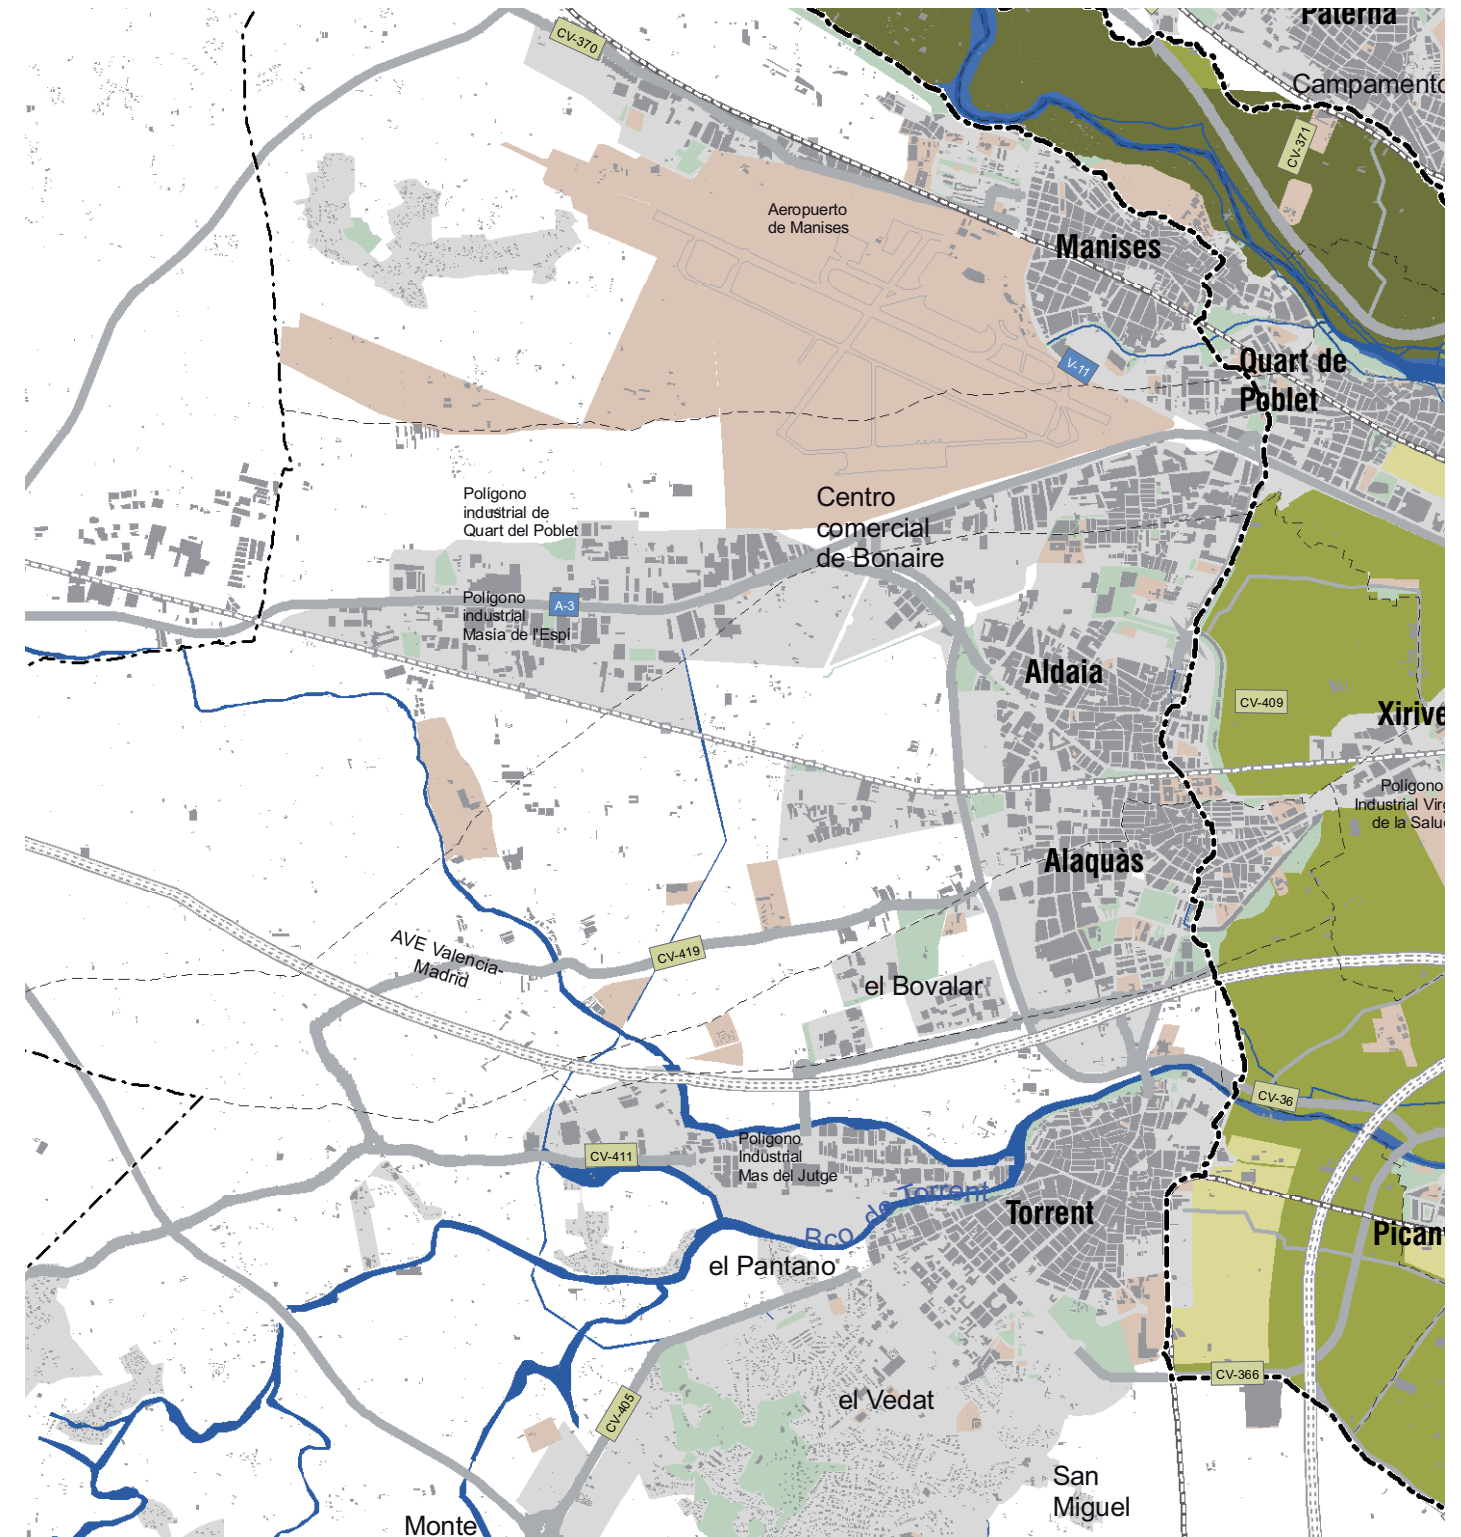 Paterna
CV-370
Campamento
CV-371
Aeropuerto
de Manises
Manises
V-11
Quart de
Poblet
Polígono
industrial de
Quart del Poblet
Centro
comercial
de Bonaire
Polígono
industrial
Masía de l'Espí
A-3
Aldaia
CV-409
Xirive
Polígono
Industrial Virg
de la Salu
Alaquàs
AVE Valencia-
Madrid
CV-419
el Bovalar
CV-36
Polígono
Industrial
Mas del Jutge
CV-411
Bco. de Torrent
Torrent
Pican
el Pantano
CV-366
el Vedat
CV-405
San
Miguel
Monte